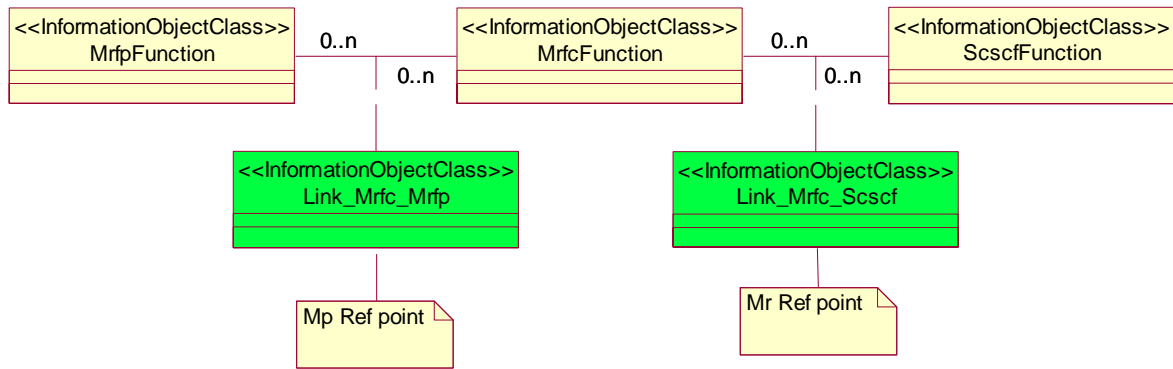 <<InformationObjectClass>>
MrfpFunction
0..n
0..n
<<InformationObjectClass>>
MrfcFunction
0..n
0..n
<<InformationObjectClass>>
ScscfFunction
<<InformationObjectClass>>
Link_Mrfc_Mrfp
<<InformationObjectClass>>
Link_Mrfc_Scscf
Mp Ref point
Mr Ref point